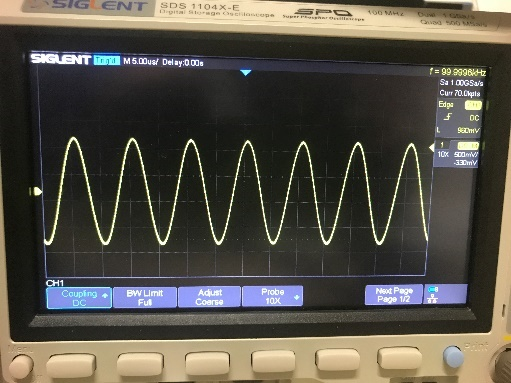 SIGLENT SDS 1104X-E
Digital Storage Oscilloscope
SPO
Super Phosphor Oscilloscope
100 MHz
SIGLENT Trig'd M 5.00us/ Delay:0.00s
f = 99.9996kHz
Sa 1.00GSa/s
Curr 70.0kpts
Edge
DC
L 960mV
1
10X 500mV/
-330mV
CH1
Coupling
DC
BW Limit
Full
Adjust
Coarse
Probe
10X
Next Page
Page 1/2
Print